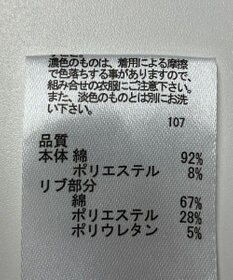 濃色のものは、着用による摩擦
で色落ちする事がありますので、
組み合せの衣服にご注意下さい。
また、淡色のものとは別にお洗
い下さい。
107
品質
本体 綿 92%
ポリエステル 8%
リブ部分
綿 67%
ポリエステル 28%
ポリウレタン 5%